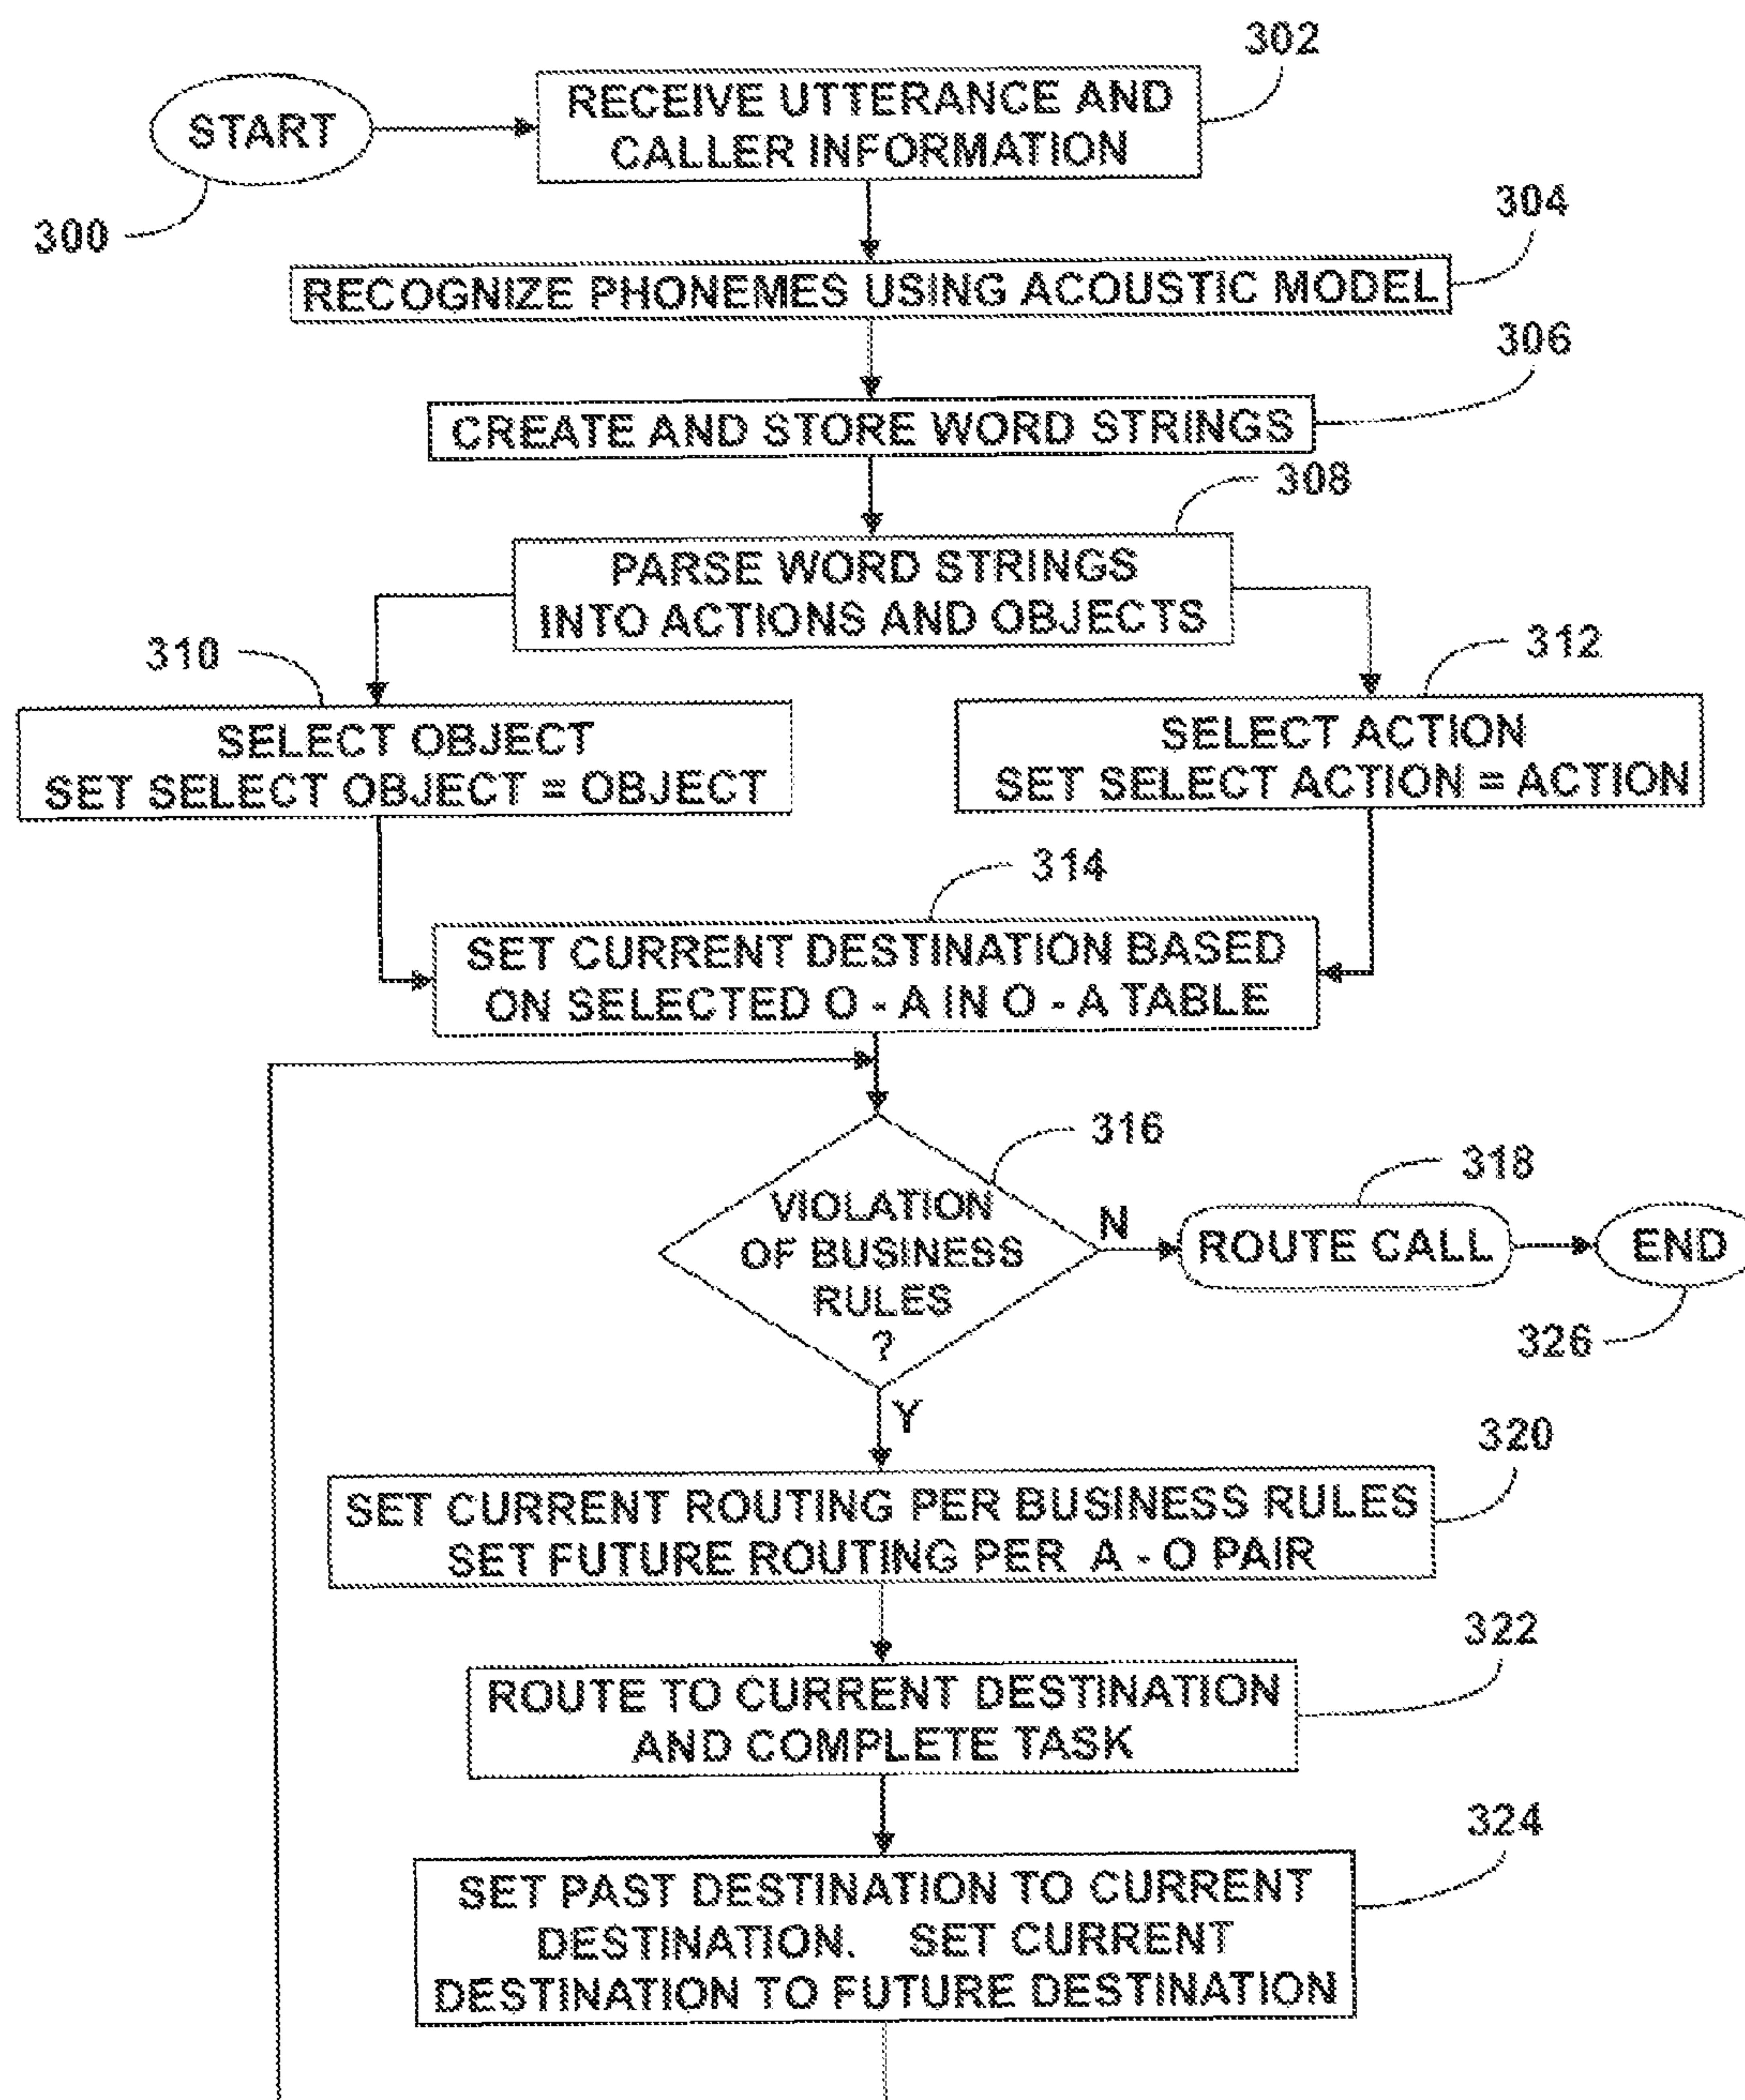 302
START
RECEIVE UTTERANCE AND
CALLER INFORMATION
300
304
RECOGNIZE PHONEMES USING ACOUSTIC MODEL
306
CREATE AND STORE WORD STRINGS
308
PARSE WORD STRINGS
INTO ACTIONS AND OBJECTS
310
312
SELECT OBJECT
SET SELECT OBJECT = OBJECT
SELECT ACTION
SET SELECT ACTION = ACTION
314
SET CURRENT DESTINATION BASED
ON SELECTED O - A IN O - A TABLE
316
318
VIOLATION
OF BUSINESS
RULES
?
N
ROUTE CALL
END
326
Y
320
SET CURRENT ROUTING PER BUSINESS RULES
SET FUTURE ROUTING PER A - O PAIR
322
ROUTE TO CURRENT DESTINATION
AND COMPLETE TASK
324
SET PAST DESTINATION TO CURRENT
DESTINATION. SET CURRENT
DESTINATION TO FUTURE DESTINATION